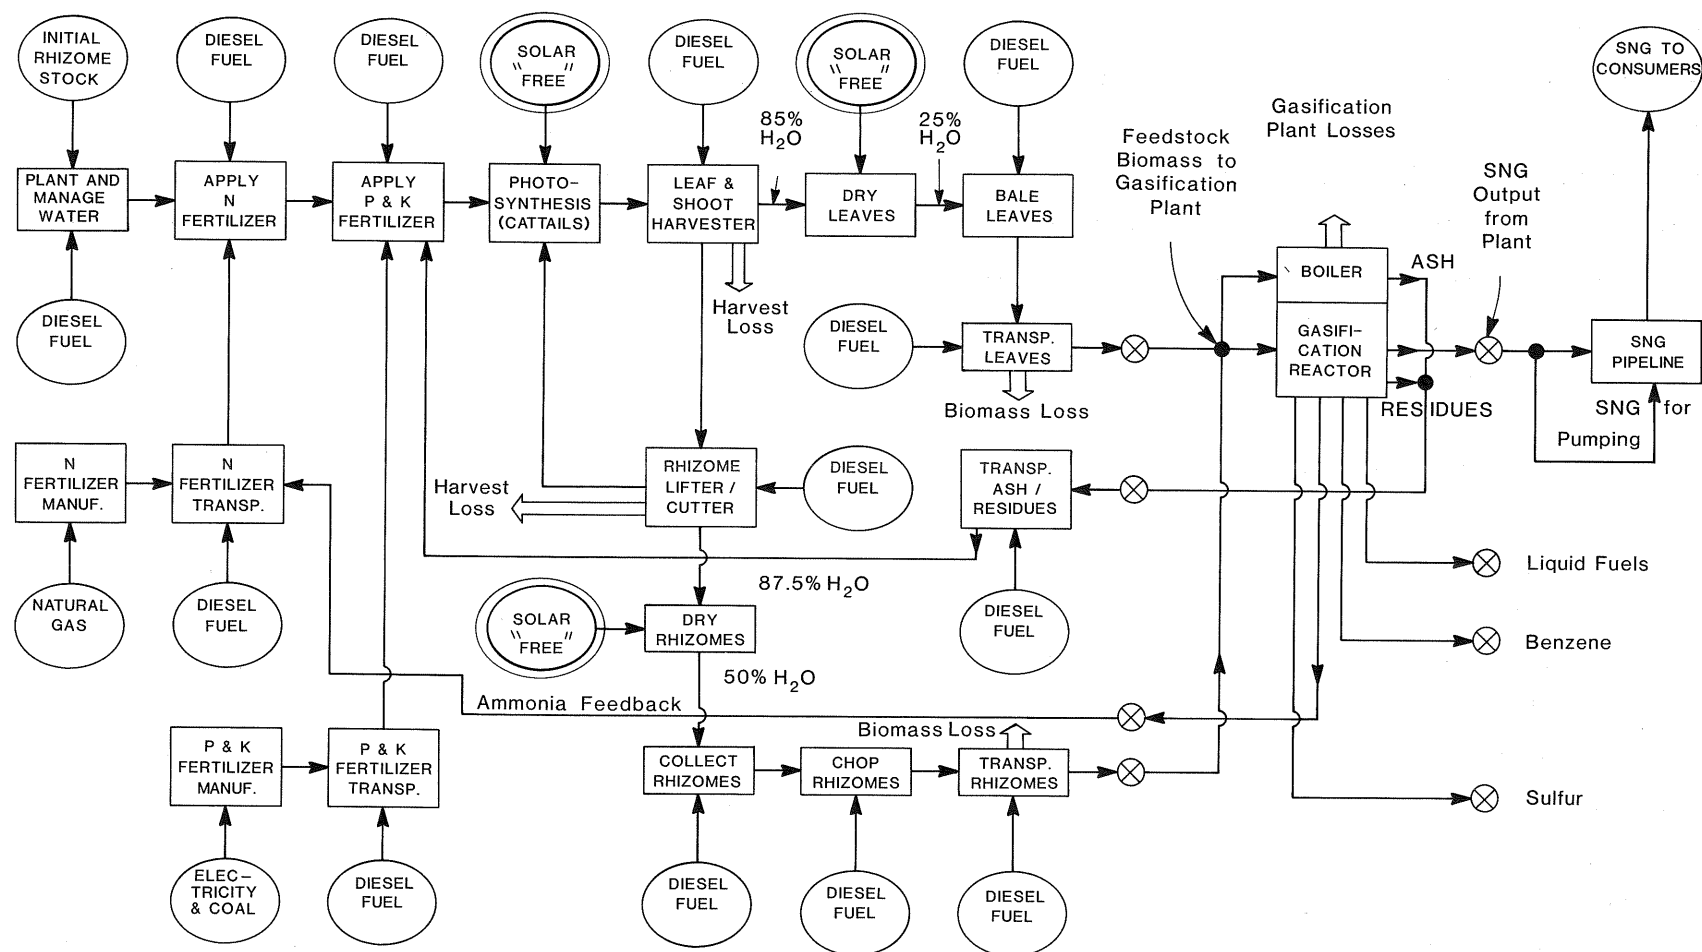 INITIAL
RHIZOME
STOCK
DIESEL
FUEL
DIESEL
FUEL
SOLAR
"FREE"
DIESEL
FUEL
SOLAR
"FREE"
DIESEL
FUEL
SNG TO
CONSUMERS
85%
H₂O
25%
H₂O
Gasification
Plant Losses
Feedstock
Biomass to
Gasification
Plant
SNG
Output
from
Plant
PLANT AND
MANAGE
WATER
APPLY
N
FERTILIZER
APPLY
P & K
FERTILIZER
PHOTO-
SYNTHESIS
(CATTAILS)
LEAF &
SHOOT
HARVESTER
DRY
LEAVES
BALE
LEAVES
BOILER
ASH
Harvest
Loss
DIESEL
FUEL
DIESEL
FUEL
TRANSP.
LEAVES
GASIFI-
CATION
REACTOR
SNG
PIPELINE
Biomass Loss
RESIDUES
SNG for
Pumping
N
FERTILIZER
MANUF.
N
FERTILIZER
TRANSP.
Harvest
Loss
RHIZOME
LIFTER /
CUTTER
DIESEL
FUEL
TRANSP.
ASH /
RESIDUES
Liquid Fuels
87.5% H₂O
NATURAL
GAS
DIESEL
FUEL
SOLAR
"FREE"
DRY
RHIZOMES
DIESEL
FUEL
Benzene
50% H₂O
Ammonia Feedback
Biomass Loss
P & K
FERTILIZER
MANUF.
P & K
FERTILIZER
TRANSP.
COLLECT
RHIZOMES
CHOP
RHIZOMES
TRANSP.
RHIZOMES
Sulfur
ELEC-
TRICITY
& COAL
DIESEL
FUEL
DIESEL
FUEL
DIESEL
FUEL
DIESEL
FUEL